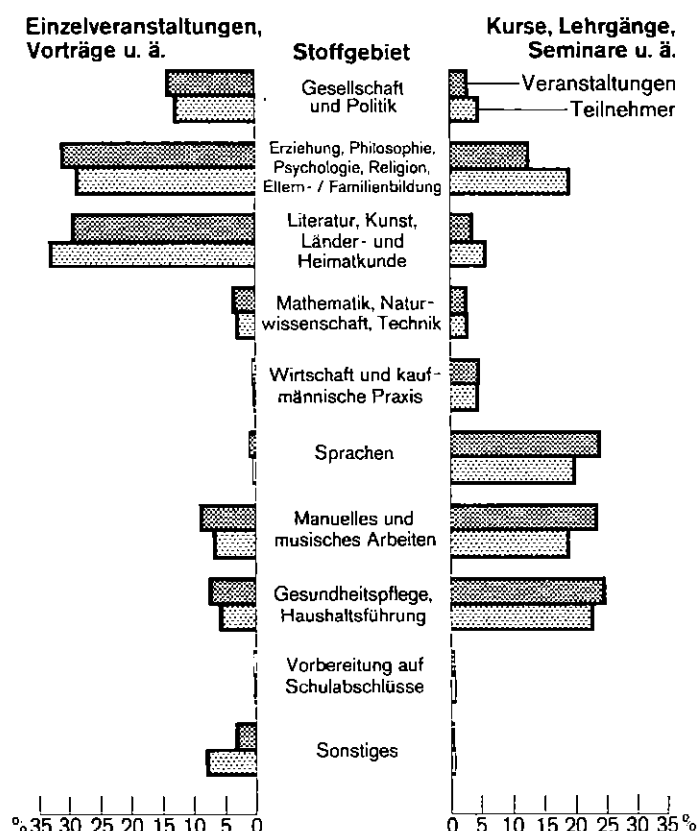 Einzelveranstaltungen,
Vorträge u. ä.
Stoffgebiet
Kurse, Lehrgänge,
Seminare u. ä.
Gesellschaft
und Politik
Veranstaltungen
Teilnehmer
Erziehung, Philosophie,
Psychologie, Religion,
Eltern- / Familienbildung
Literatur, Kunst,
Länder- und
Heimatkunde
Mathematik, Natur-
wissenschaft, Technik
Wirtschaft und kauf-
männische Praxis
Sprachen
Manuelles und
musisches Arbeiten
Gesundheitspflege,
Haushaltsführung
Vorbereitung auf
Schulabschlüsse
Sonstiges
% 35 30 25 20 15 10 5 0
0 5 10 15 20 25 30 35 %